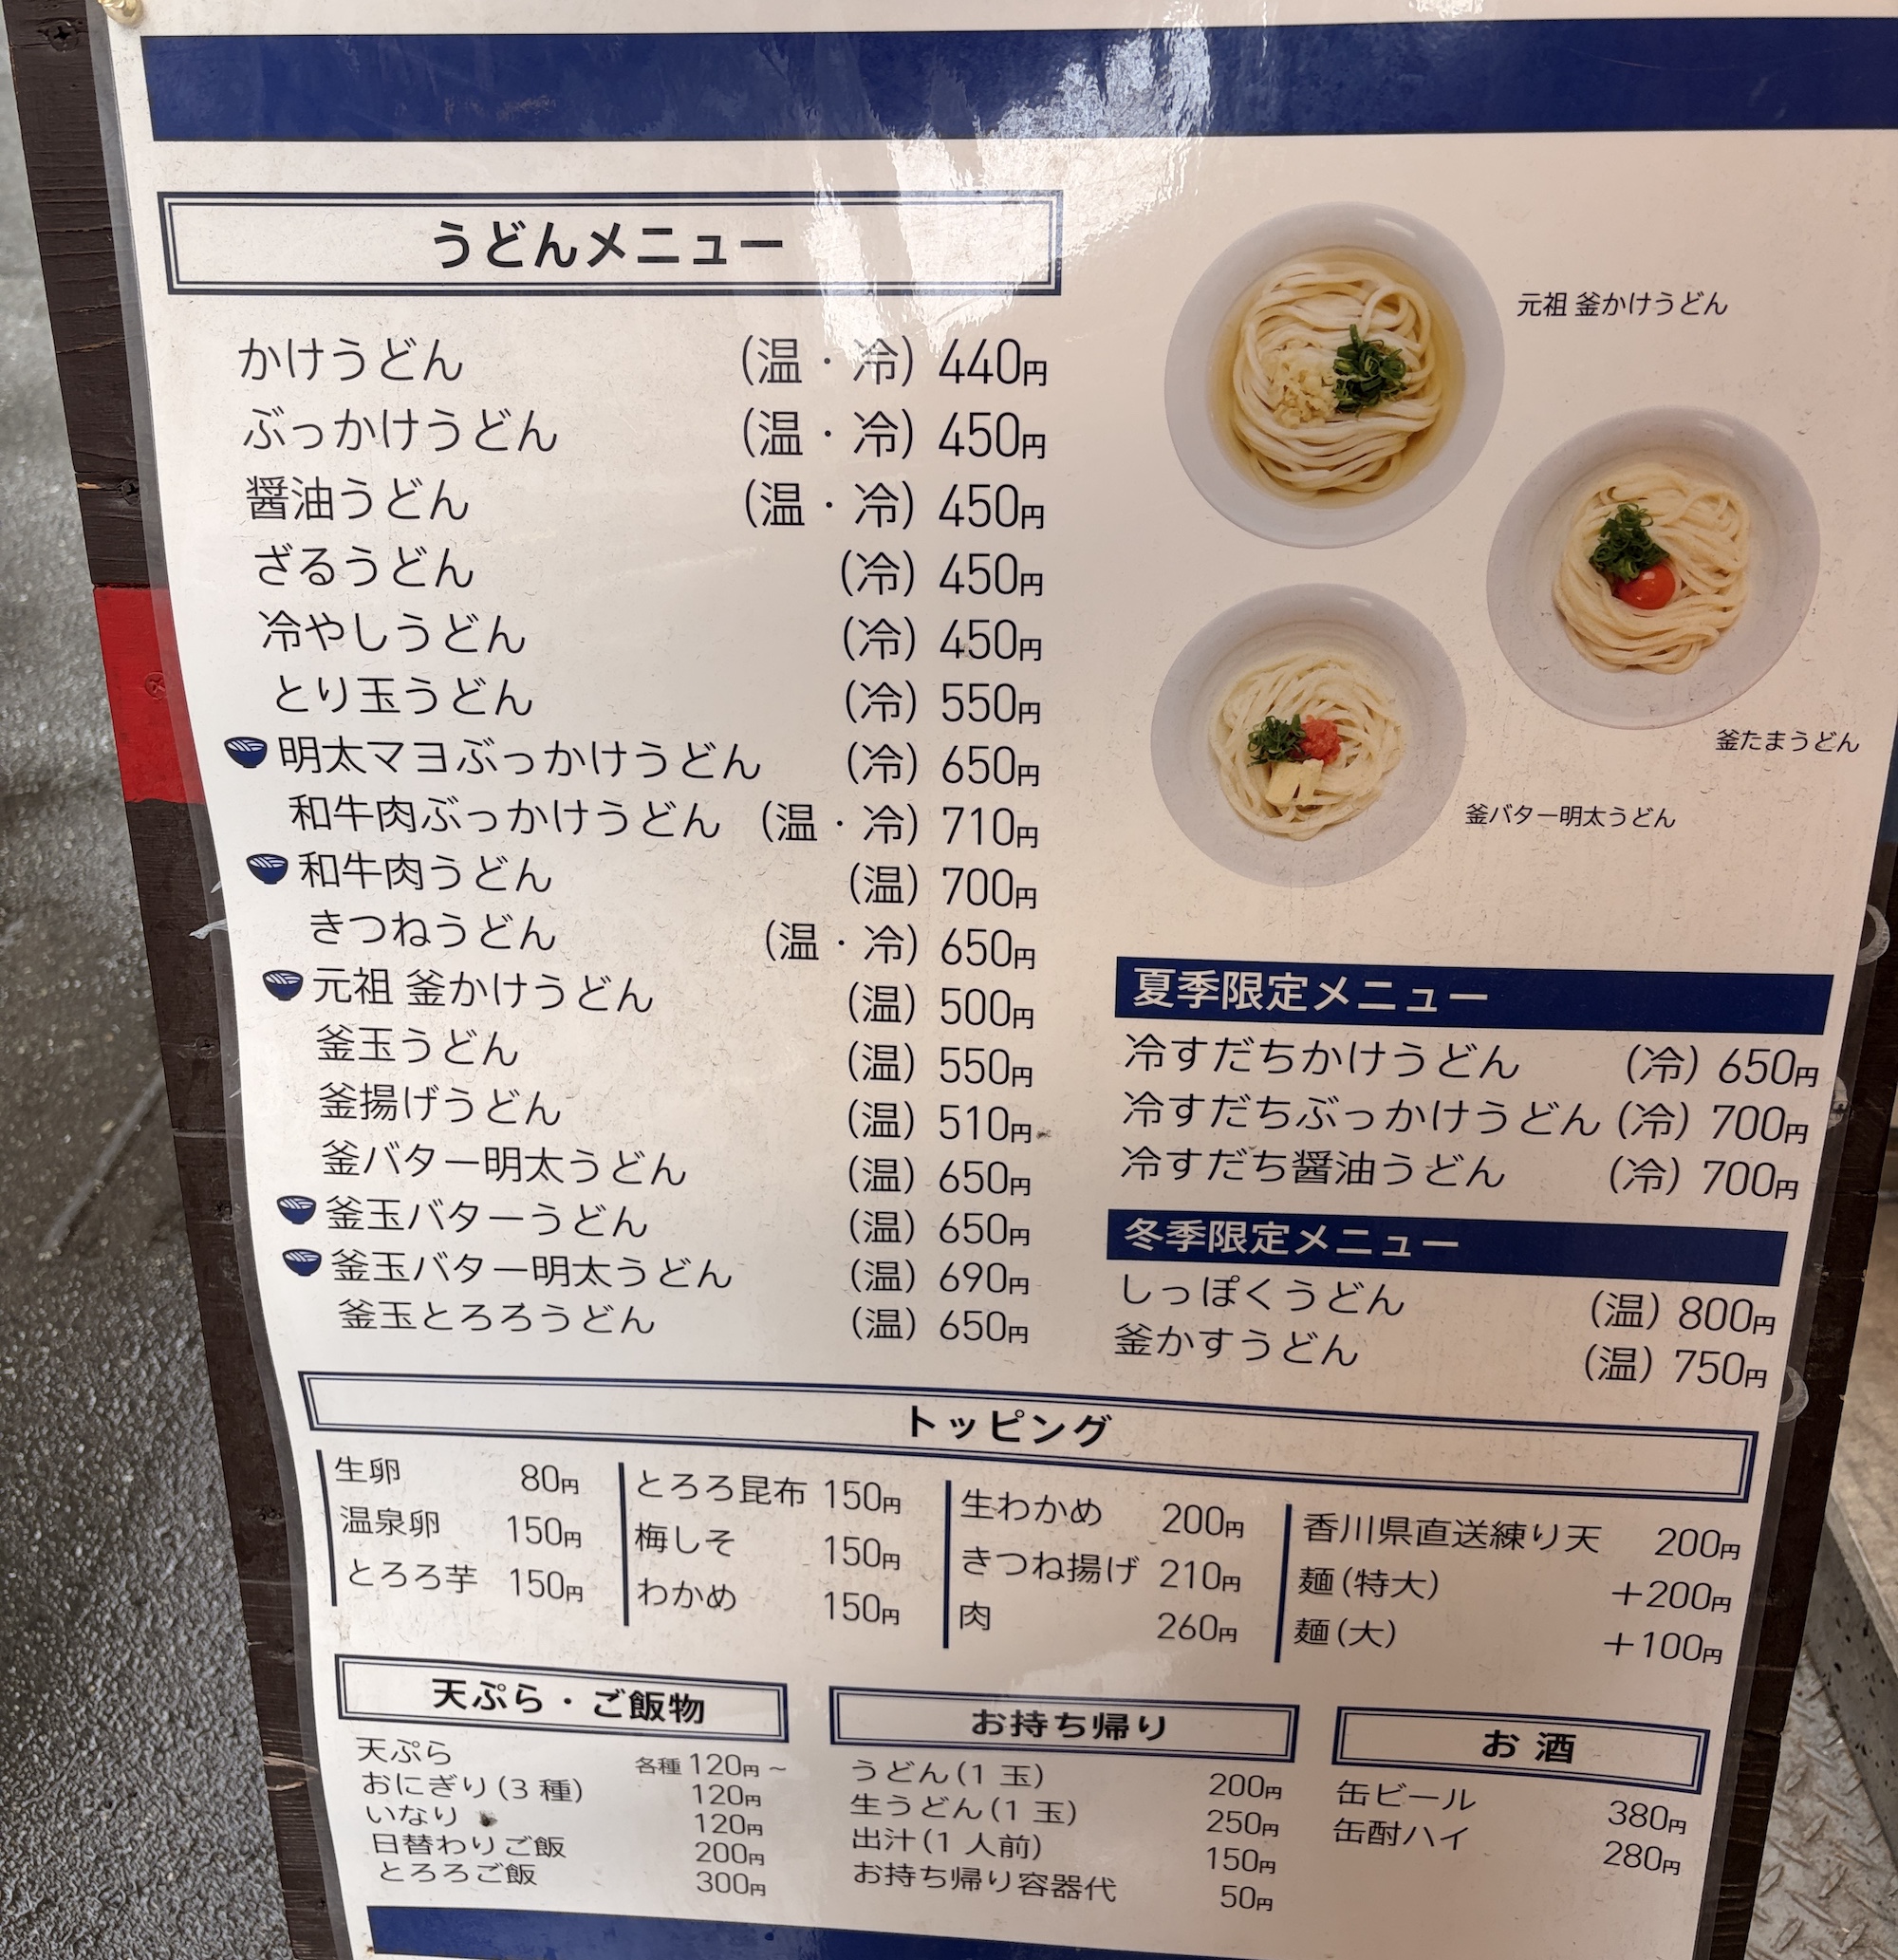 うどんメニュー
かけうどん (温・冷) 440円
ぶっかけうどん (温・冷) 450円
醤油うどん (温・冷) 450円
ざるうどん (冷) 450円
冷やしうどん (冷) 450円
とり玉うどん (冷) 550円
明太マヨぶっかけうどん (冷) 650円
和牛肉ぶっかけうどん (温・冷) 710円
和牛肉うどん (温) 700円
きつねうどん (温・冷) 650円
元祖 釜かけうどん (温) 500円
釜玉うどん (温) 550円
釜揚げうどん (温) 510円
釜バター明太うどん (温) 650円
釜玉バターうどん (温) 650円
釜玉バター明太うどん (温) 690円
釜玉とろろうどん (温) 650円
元祖 釜かけうどん
釜たまうどん
釜バター明太うどん
夏季限定メニュー
冷すだちかけうどん (冷) 650円
冷すだちぶっかけうどん (冷) 700円
冷すだち醤油うどん (冷) 700円
冬季限定メニュー
しっぽくうどん (温) 800円
釜かすうどん (温) 750円
トッピング
生卵 80円
温泉卵 150円
とろろ芋 150円
とろろ昆布 150円
梅しそ 150円
わかめ 150円
生わかめ 200円
きつね揚げ 210円
肉 260円
香川県直送練り天 200円
麺(特大) +200円
麺(大) +100円
天ぷら・ご飯物
天ぷら 各種120円~
おにぎり(3 種) 120円
いなり 120円
日替わりご飯 200円
とろろご飯 300円
お持ち帰り
うどん(1 玉) 200円
生うどん(1 玉) 250円
出汁(1 人前) 150円
お持ち帰り容器代 50円
お 酒
缶ビール 380円
缶酎ハイ 280円